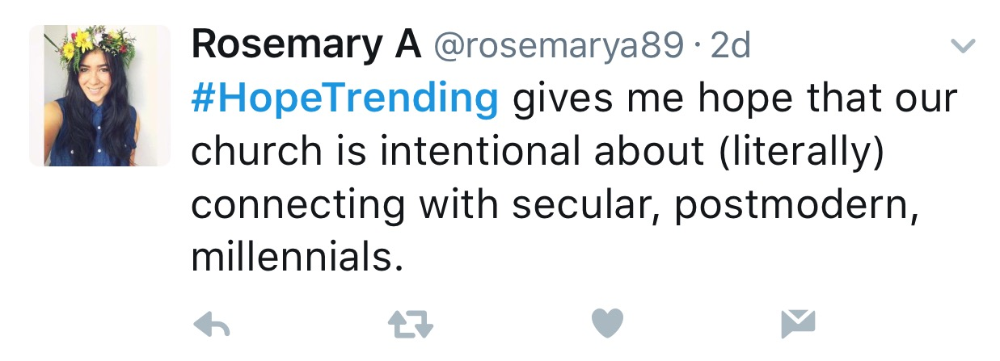 Rosemary A @rosemarya89 · 2d
#HopeTrending gives me hope that our
church is intentional about (literally)
connecting with secular, postmodern,
millennials.